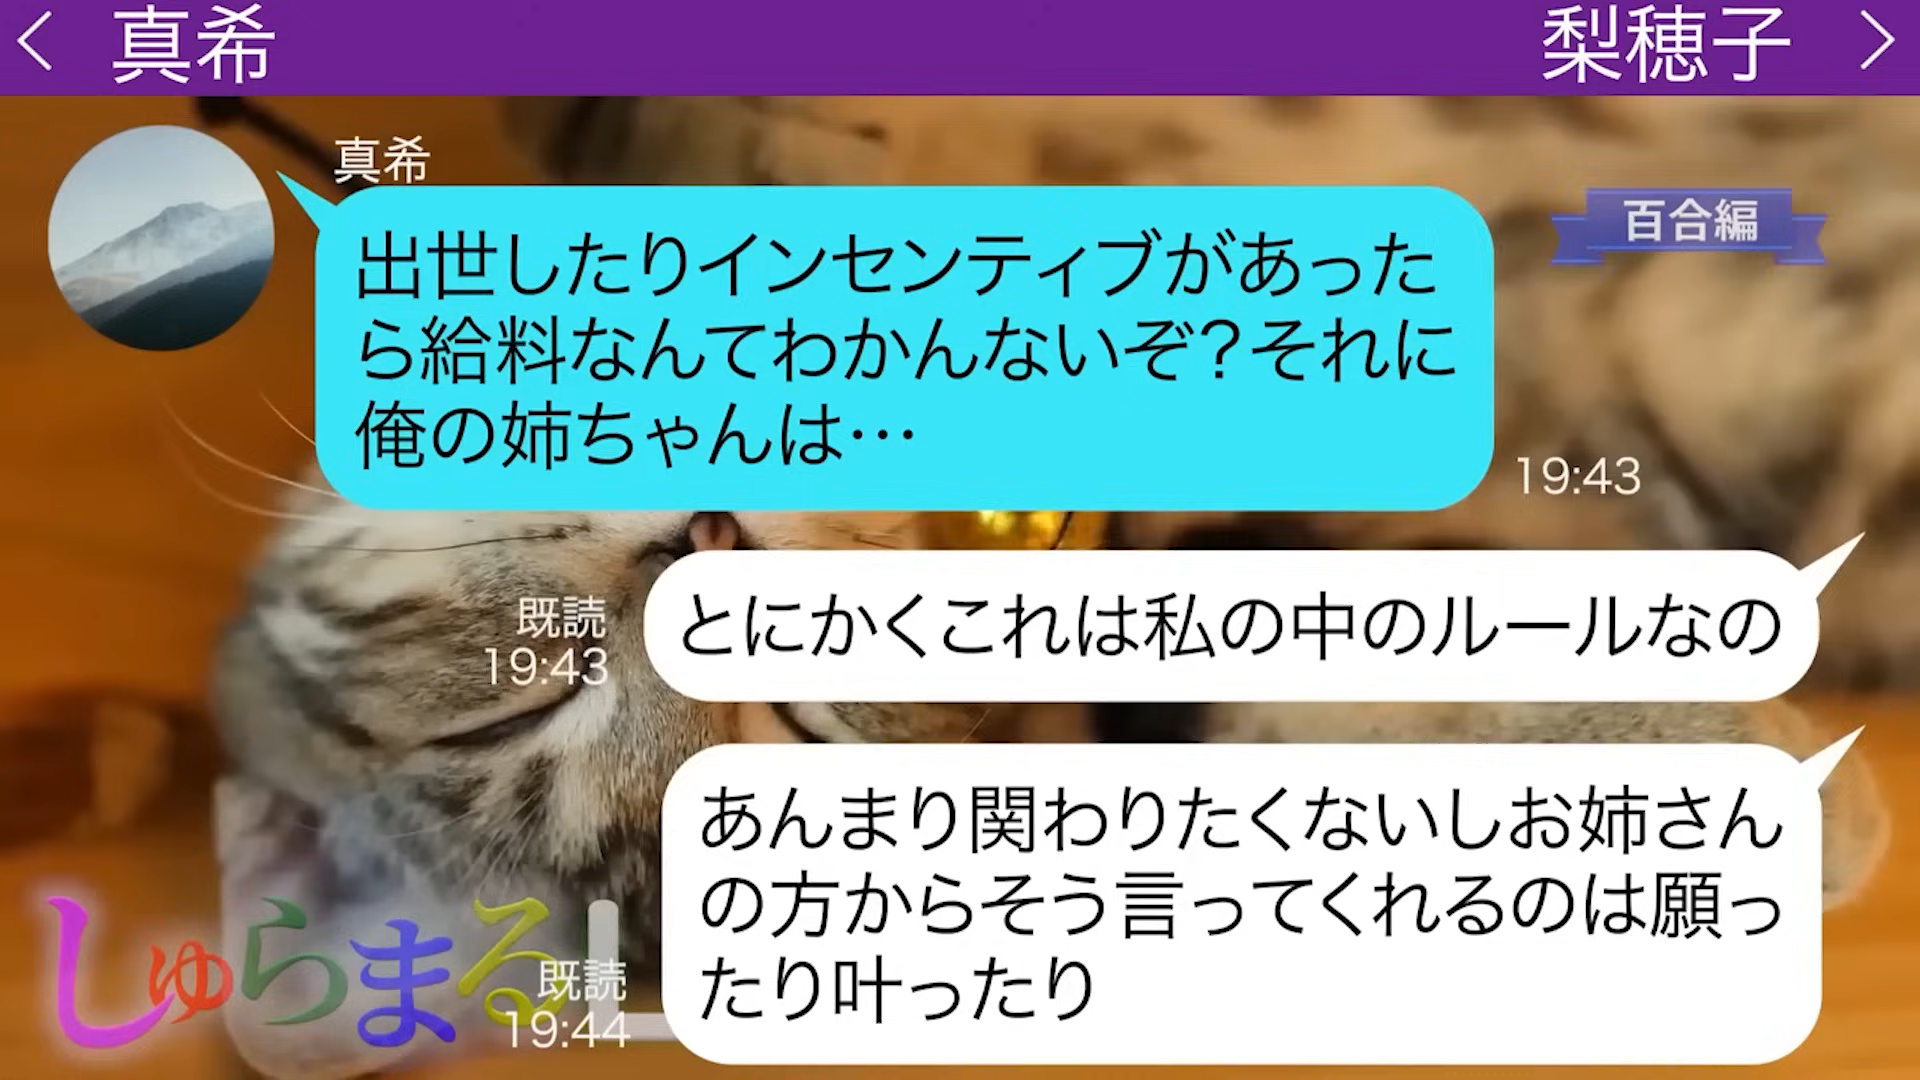 真希
梨穂子
真希
百合編
出世したりインセンティブがあった
ら給料なんてわかんないぞ?それに
俺の姉ちゃんは…
19:43
とにかくこれは私の中のルールなの
既読
19:43
あんまり関わりたくないしお姉さん
の方からそう言ってくれるのは願っ
たり叶ったり
既読
19:44
しゅらまる